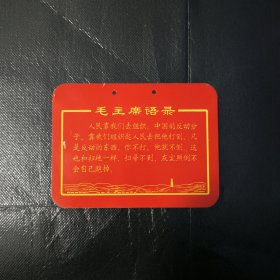 毛主席语录
人民靠我们去组织。中国的反动分
子，靠我们组织起人民去把他打倒。凡
是反动的东西，你不打，他就不倒。这
也和扫地一样，扫帚不到，灰尘照例不
会自己跑掉。